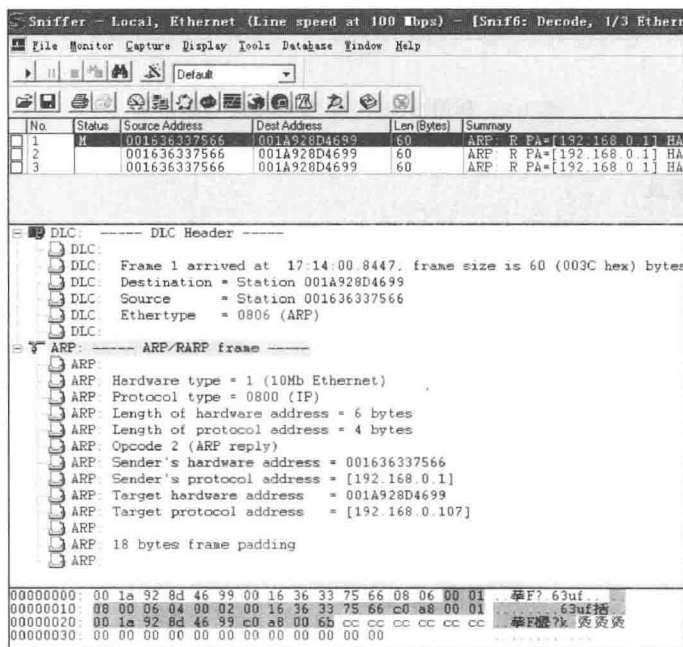 Sniffer - Local, Ethernet (Line speed at 100 Mbps) - [Snif6: Decode, 1/3 Etherr
File Monitor Capture Display Tools Database Window Help
Default
No. Status Source Address Dest Address Len (Bytes) Summary
1 M 001636337566 001A928D4699 60 ARP: R PA=[192.168.0.1] HA
2 001636337566 001A928D4699 60 ARP: R PA=[192.168.0.1] HA
3 001636337566 001A928D4699 60 ARP: R PA=[192.168.0.1] HA
DLC: ----- DLC Header -----
DLC:
DLC: Frame 1 arrived at 17:14:00.8447; frame size is 60 (003C hex) bytes
DLC: Destination = Station 001A928D4699
DLC: Source = Station 001636337566
DLC: Ethertype = 0806 (ARP)
DLC:
ARP: ----- ARP/RARP frame -----
ARP:
ARP: Hardware type = 1 (10Mb Ethernet)
ARP: Protocol type = 0800 (IP)
ARP: Length of hardware address = 6 bytes
ARP: Length of protocol address = 4 bytes
ARP: Opcode 2 (ARP reply)
ARP: Sender's hardware address = 001636337566
ARP: Sender's protocol address = [192.168.0.1]
ARP: Target hardware address = 001A928D4699
ARP: Target protocol address = [192.168.0.107]
ARP:
ARP: 18 bytes frame padding
ARP:
00000000: 00 1a 92 8d 46 99 00 16 36 33 75 66 08 06 00 01
00000010: 08 00 06 04 00 02 00 16 36 33 75 66 c0 a8 00 01
00000020: 00 1a 92 8d 46 99 c0 a8 00 6b cc cc cc cc cc cc 烫烫烫
00000030: 00 00 00 00 00 00 00 00 00 00 00 00